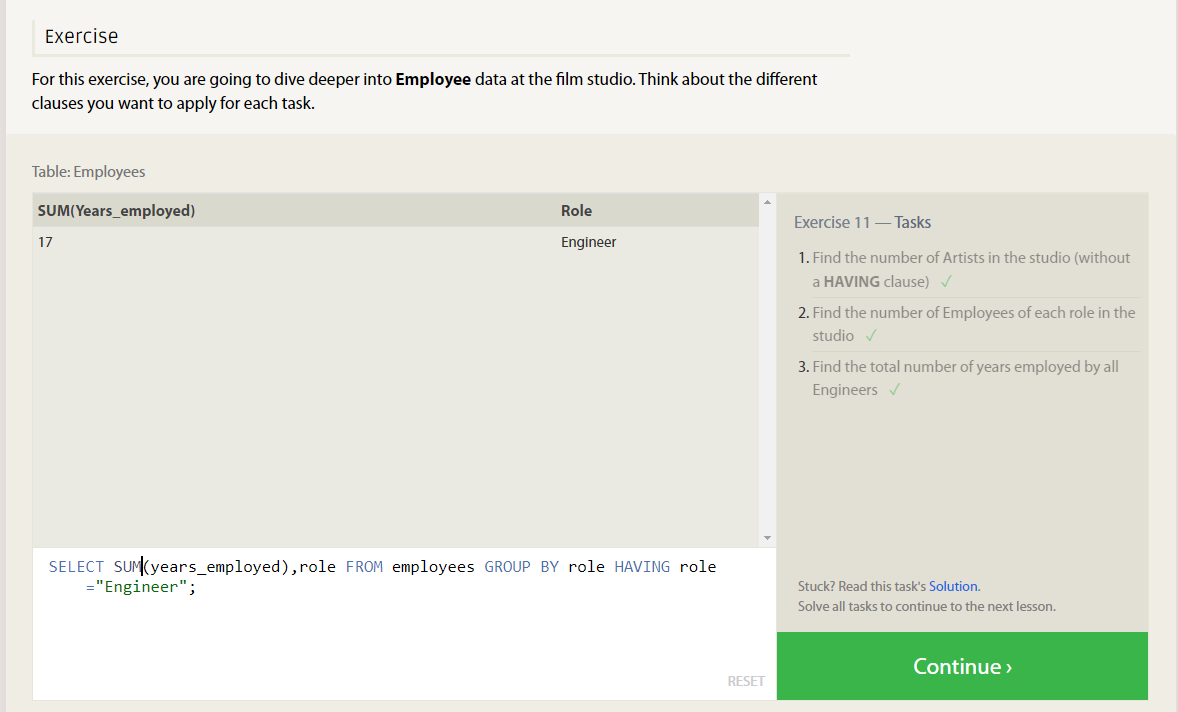 Exercise
For this exercise, you are going to dive deeper into Employee data at the film studio. Think about the different
clauses you want to apply for each task.
Table: Employees
SUM(Years_employed) Role
17 Engineer
SELECT SUM(years_employed),role FROM employees GROUP BY role HAVING role
="Engineer";
RESET
Exercise 11 — Tasks
1. Find the number of Artists in the studio (without
a HAVING clause) ✓
2. Find the number of Employees of each role in the
studio ✓
3. Find the total number of years employed by all
Engineers ✓
Stuck? Read this task's Solution.
Solve all tasks to continue to the next lesson.
Continue ›